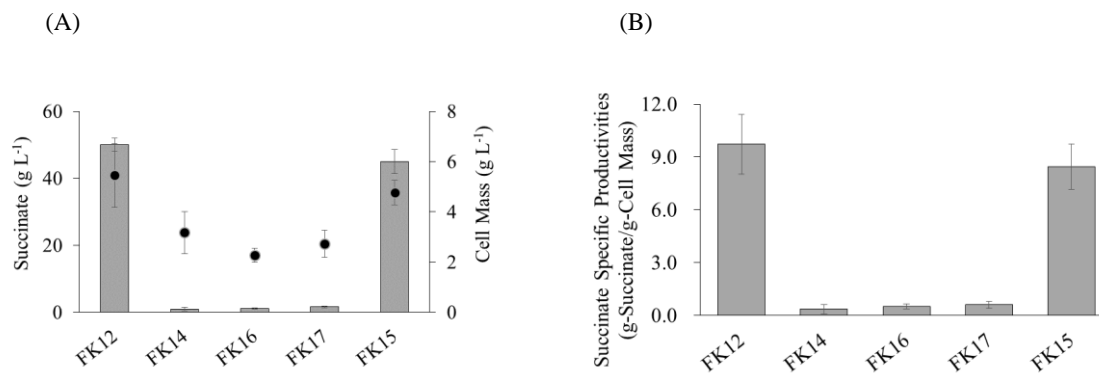 (A)
(B)
Succinate (g L⁻¹)
60
40
20
0
8
6
4
2
0
Cell Mass (g L⁻¹)
FK12
FK14
FK16
FK17
FK15
Succinate Specific Productivities
(g-Succinate/g-Cell Mass)
12.0
9.0
6.0
3.0
0.0
FK12
FK14
FK16
FK17
FK15